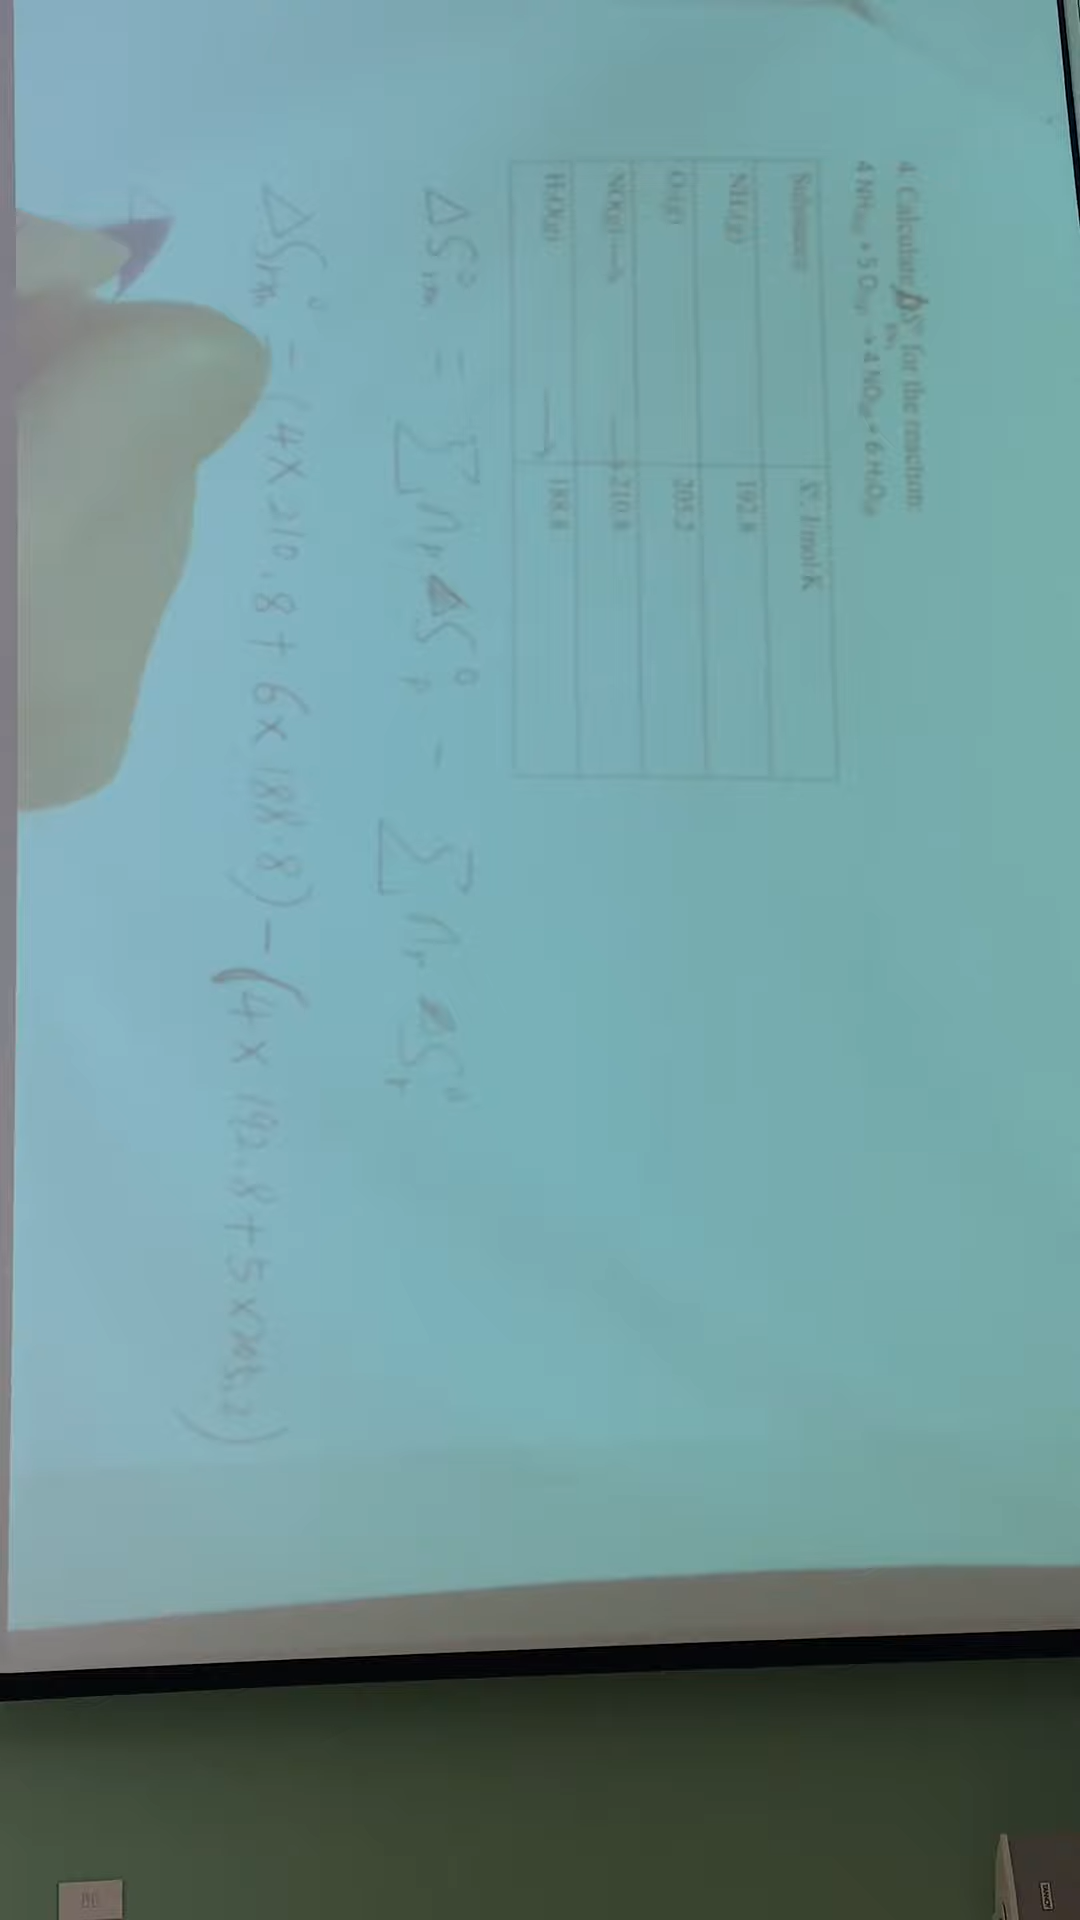 4. Calculate ΔS°rxn for the reaction:
4 NH₃(g) + 5 O₂(g) → 4 NO(g) + 6 H₂O(g)
Substance S°, J/mol·K
NH₃(g) 192.8
O₂(g) 205.2
NO(g) → → 210.8
H₂O(g) → 188.8
ΔS°rxn = Σ np S°p - Σ nr S°r
ΔS°rxn = (4 x 210.8 + 6 x 188.8) - (4 x 192.8 + 5 x 205.2)